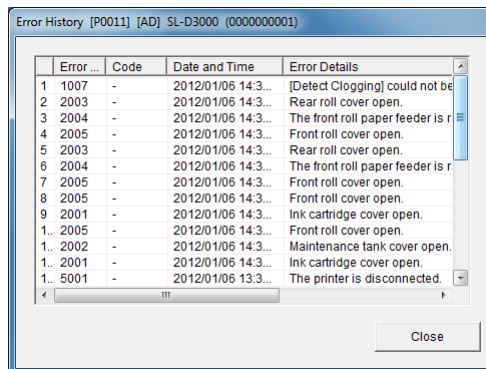 Error History [P0011] [AD] SL-D3000 (0000000001)
Error ... Code Date and Time Error Details
1 1007 - 2012/01/06 14:3... [Detect Clogging] could not be
2 2003 - 2012/01/06 14:3... Rear roll cover open.
3 2004 - 2012/01/06 14:3... The front roll paper feeder is r
4 2005 - 2012/01/06 14:3... Front roll cover open.
5 2003 - 2012/01/06 14:3... Rear roll cover open.
6 2004 - 2012/01/06 14:3... The front roll paper feeder is r
7 2005 - 2012/01/06 14:3... Front roll cover open.
8 2005 - 2012/01/06 14:3... Front roll cover open.
9 2001 - 2012/01/06 14:3... Ink cartridge cover open.
1.. 2005 - 2012/01/06 14:3... Front roll cover open.
1.. 2002 - 2012/01/06 14:3... Maintenance tank cover open.
1.. 2001 - 2012/01/06 14:3... Ink cartridge cover open.
1.. 5001 - 2012/01/06 13:3... The printer is disconnected.
Close